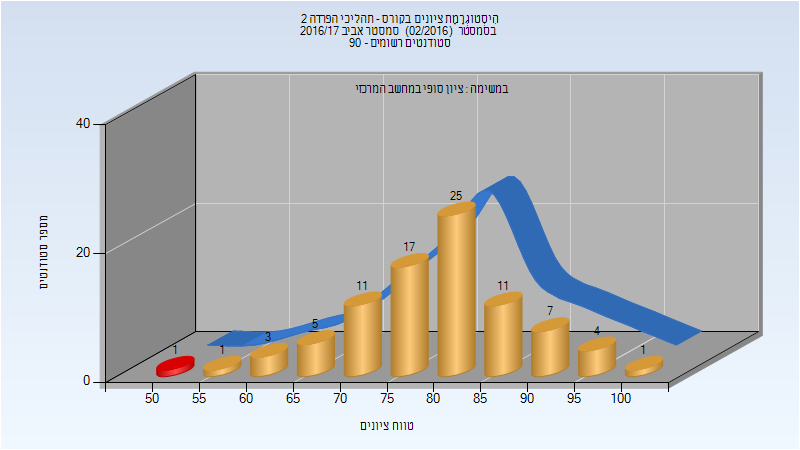 היסטוגרמת ציונים בקורס - תהליכי הפרדה 2
בסמסטר (02/2016) סמסטר אביב 2016/17
סטודנטים רשומים - 90
במשימה : ציון סופי במחשב המרכזי
מספר סטודנטים
40
20
0
1
1
3
5
11
17
25
11
7
4
1
50 55 60 65 70 75 80 85 90 95 100
טווח ציונים